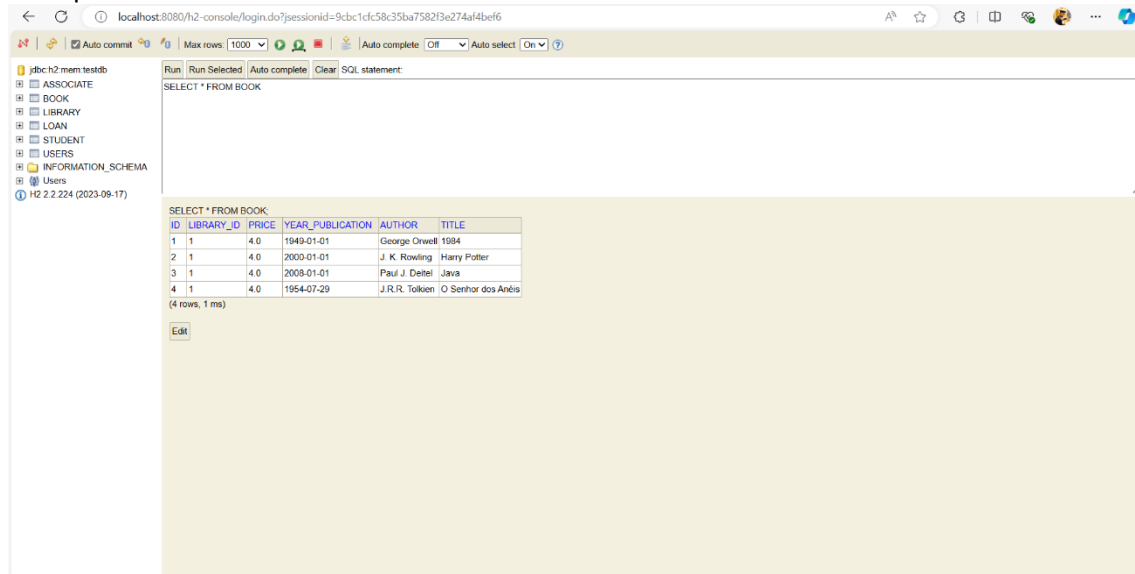 localhost:8080/h2-console/login.do?jsessionid=9cbc1cfc58c35ba7582f3e274af4bef6
Auto commit Max rows: 1000 Auto complete Off Auto select On
jdbc:h2:mem:testdb
ASSOCIATE
BOOK
LIBRARY
LOAN
STUDENT
USERS
INFORMATION_SCHEMA
Users
H2 2.2.224 (2023-09-17)
Run Run Selected Auto complete Clear SQL statement:
SELECT * FROM BOOK
SELECT * FROM BOOK;
ID LIBRARY_ID PRICE YEAR_PUBLICATION AUTHOR TITLE
1 1 4.0 1949-01-01 George Orwell 1984
2 1 4.0 2000-01-01 J. K. Rowling Harry Potter
3 1 4.0 2008-01-01 Paul J. Deitel Java
4 1 4.0 1954-07-29 J.R.R. Tolkien O Senhor dos Anéis
(4 rows, 1 ms)
Edit